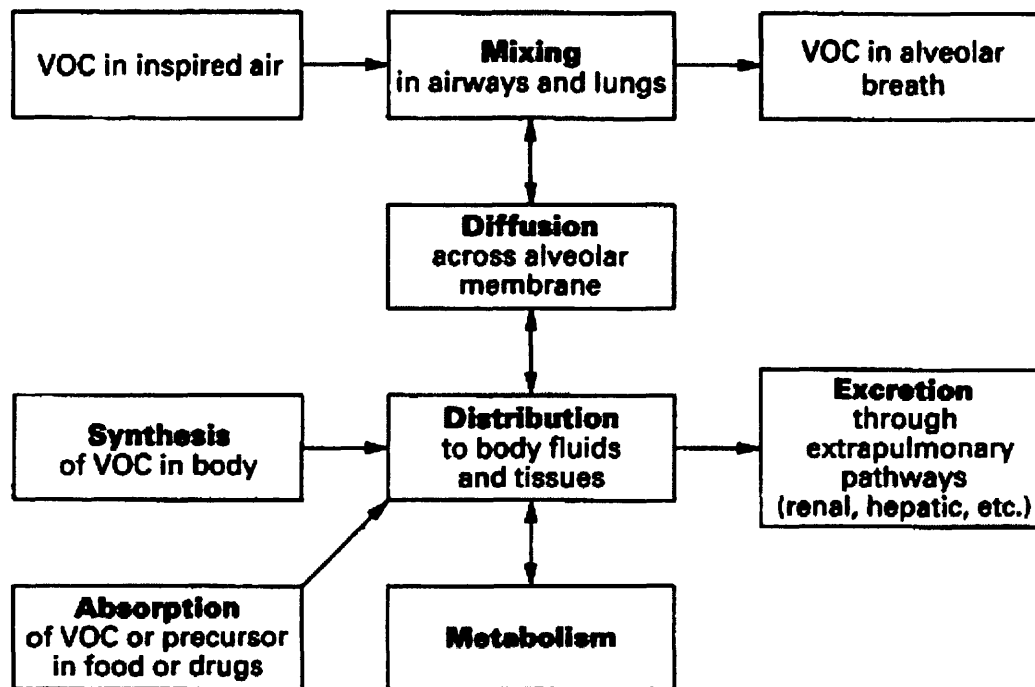 VOC in inspired air
Mixing
in airways and lungs
VOC in alveolar
breath
Diffusion
across alveolar
membrane
Synthesis
of VOC in body
Distribution
to body fluids
and tissues
Excretion
through
extrapulmonary
pathways
(renal, hepatic, etc.)
Absorption
of VOC or precursor
in food or drugs
Metabolism